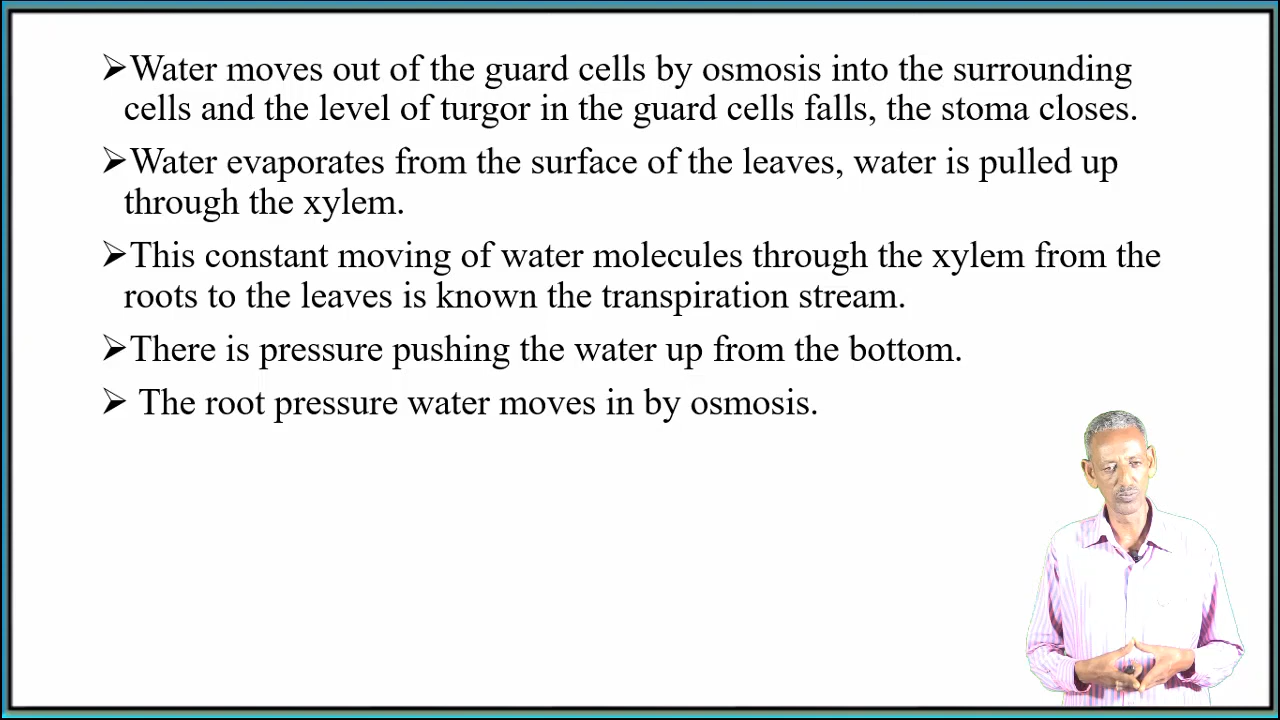 ➢Water moves out of the guard cells by osmosis into the surrounding
cells and the level of turgor in the guard cells falls, the stoma closes.
➢Water evaporates from the surface of the leaves, water is pulled up
through the xylem.
➢This constant moving of water molecules through the xylem from the
roots to the leaves is known the transpiration stream.
➢There is pressure pushing the water up from the bottom.
➢ The root pressure water moves in by osmosis.